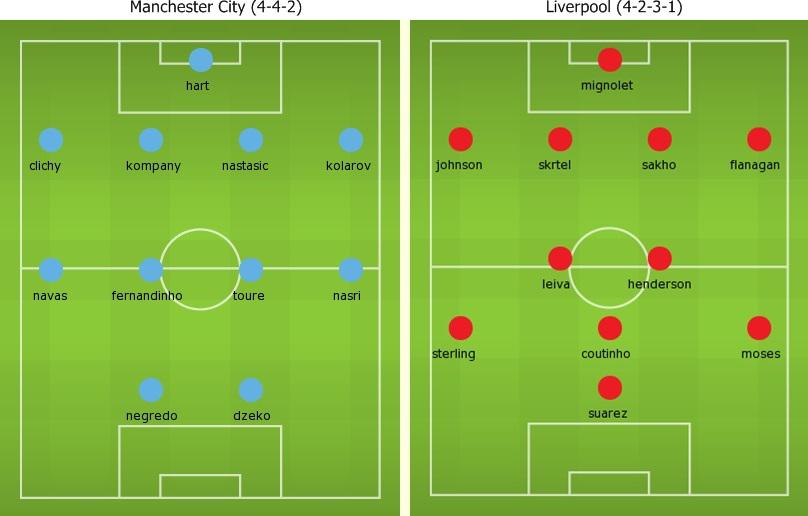 Manchester City (4-4-2)
hart
clichy kompany nastasic kolarov
navas fernandinho toure nasri
negredo dzeko
Liverpool (4-2-3-1)
mignolet
johnson skrtel sakho flanagan
leiva henderson
sterling coutinho moses
suarez